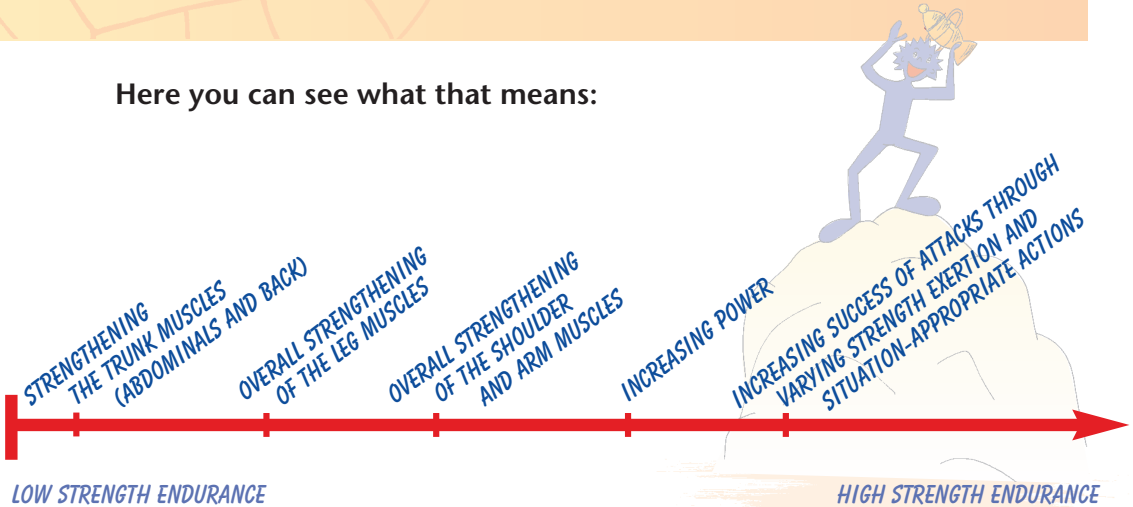 Here you can see what that means:
STRENGTHENING
THE TRUNK MUSCLES
(ABDOMINALS AND BACK)
OVERALL STRENGTHENING
OF THE LEG MUSCLES
OVERALL STRENGTHENING
OF THE SHOULDER
AND ARM MUSCLES
INCREASING POWER
INCREASING SUCCESS OF ATTACKS THROUGH
VARYING STRENGTH EXERTION AND
SITUATION-APPROPRIATE ACTIONS
LOW STRENGTH ENDURANCE
HIGH STRENGTH ENDURANCE